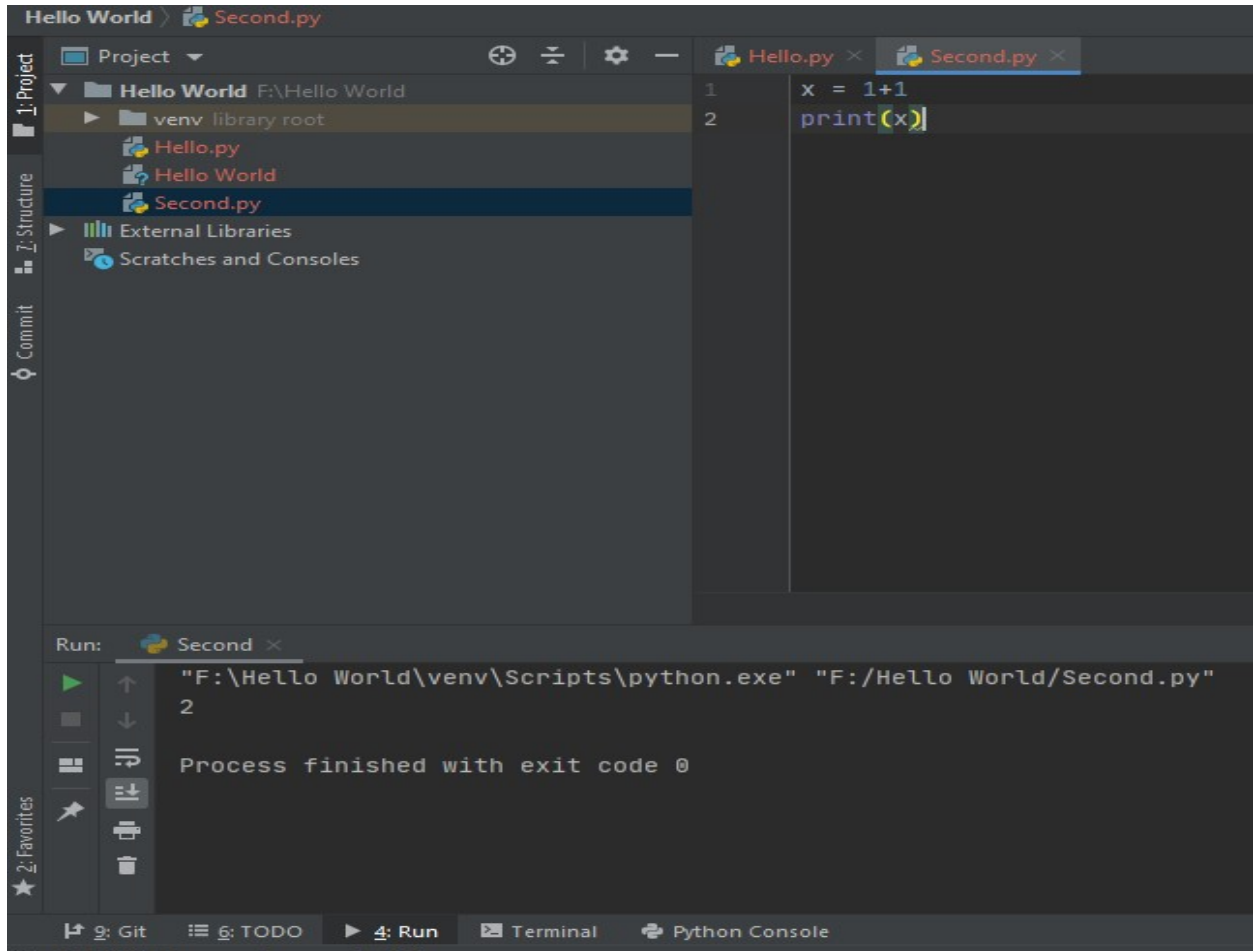 Hello World Second.py
1: Project
Project
Hello.py
Second.py
Hello World F:\Hello World
venv library root
Hello.py
Hello World
Second.py
External Libraries
Scratches and Consoles
7: Structure
Commit
1 x = 1+1
2 print(x)
Run: Second
"F:\Hello World\venv\Scripts\python.exe" "F:/Hello World/Second.py"
2
Process finished with exit code 0
2: Favorites
9: Git 6: TODO 4: Run Terminal Python Console